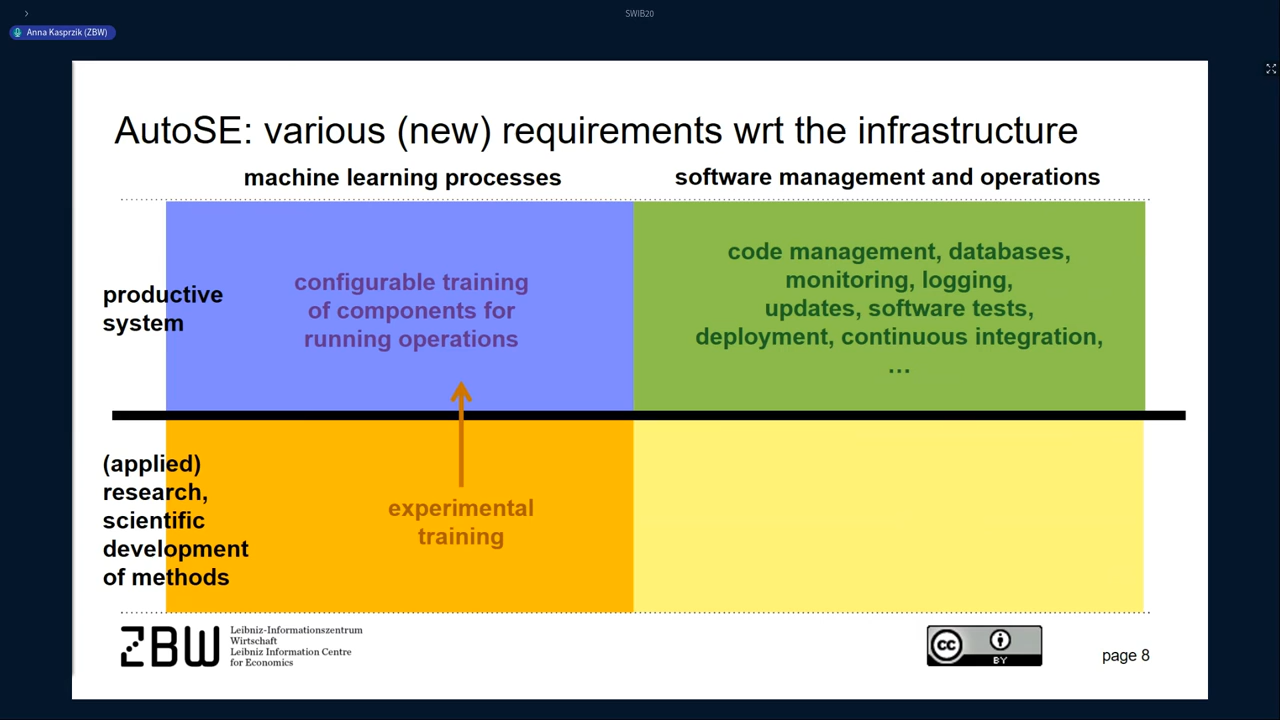 SWIB20
Anna Kasprzik (ZBW)
AutoSE: various (new) requirements wrt the infrastructure
machine learning processes
software management and operations
productive
system
configurable training
of components for
running operations
code management, databases,
monitoring, logging,
updates, software tests,
deployment, continuous integration,
...
(applied)
research,
scientific
development
of methods
experimental
training
ZBW
Leibniz-Informationszentrum
Wirtschaft
Leibniz Information Centre
for Economics
cc
BY
page 8